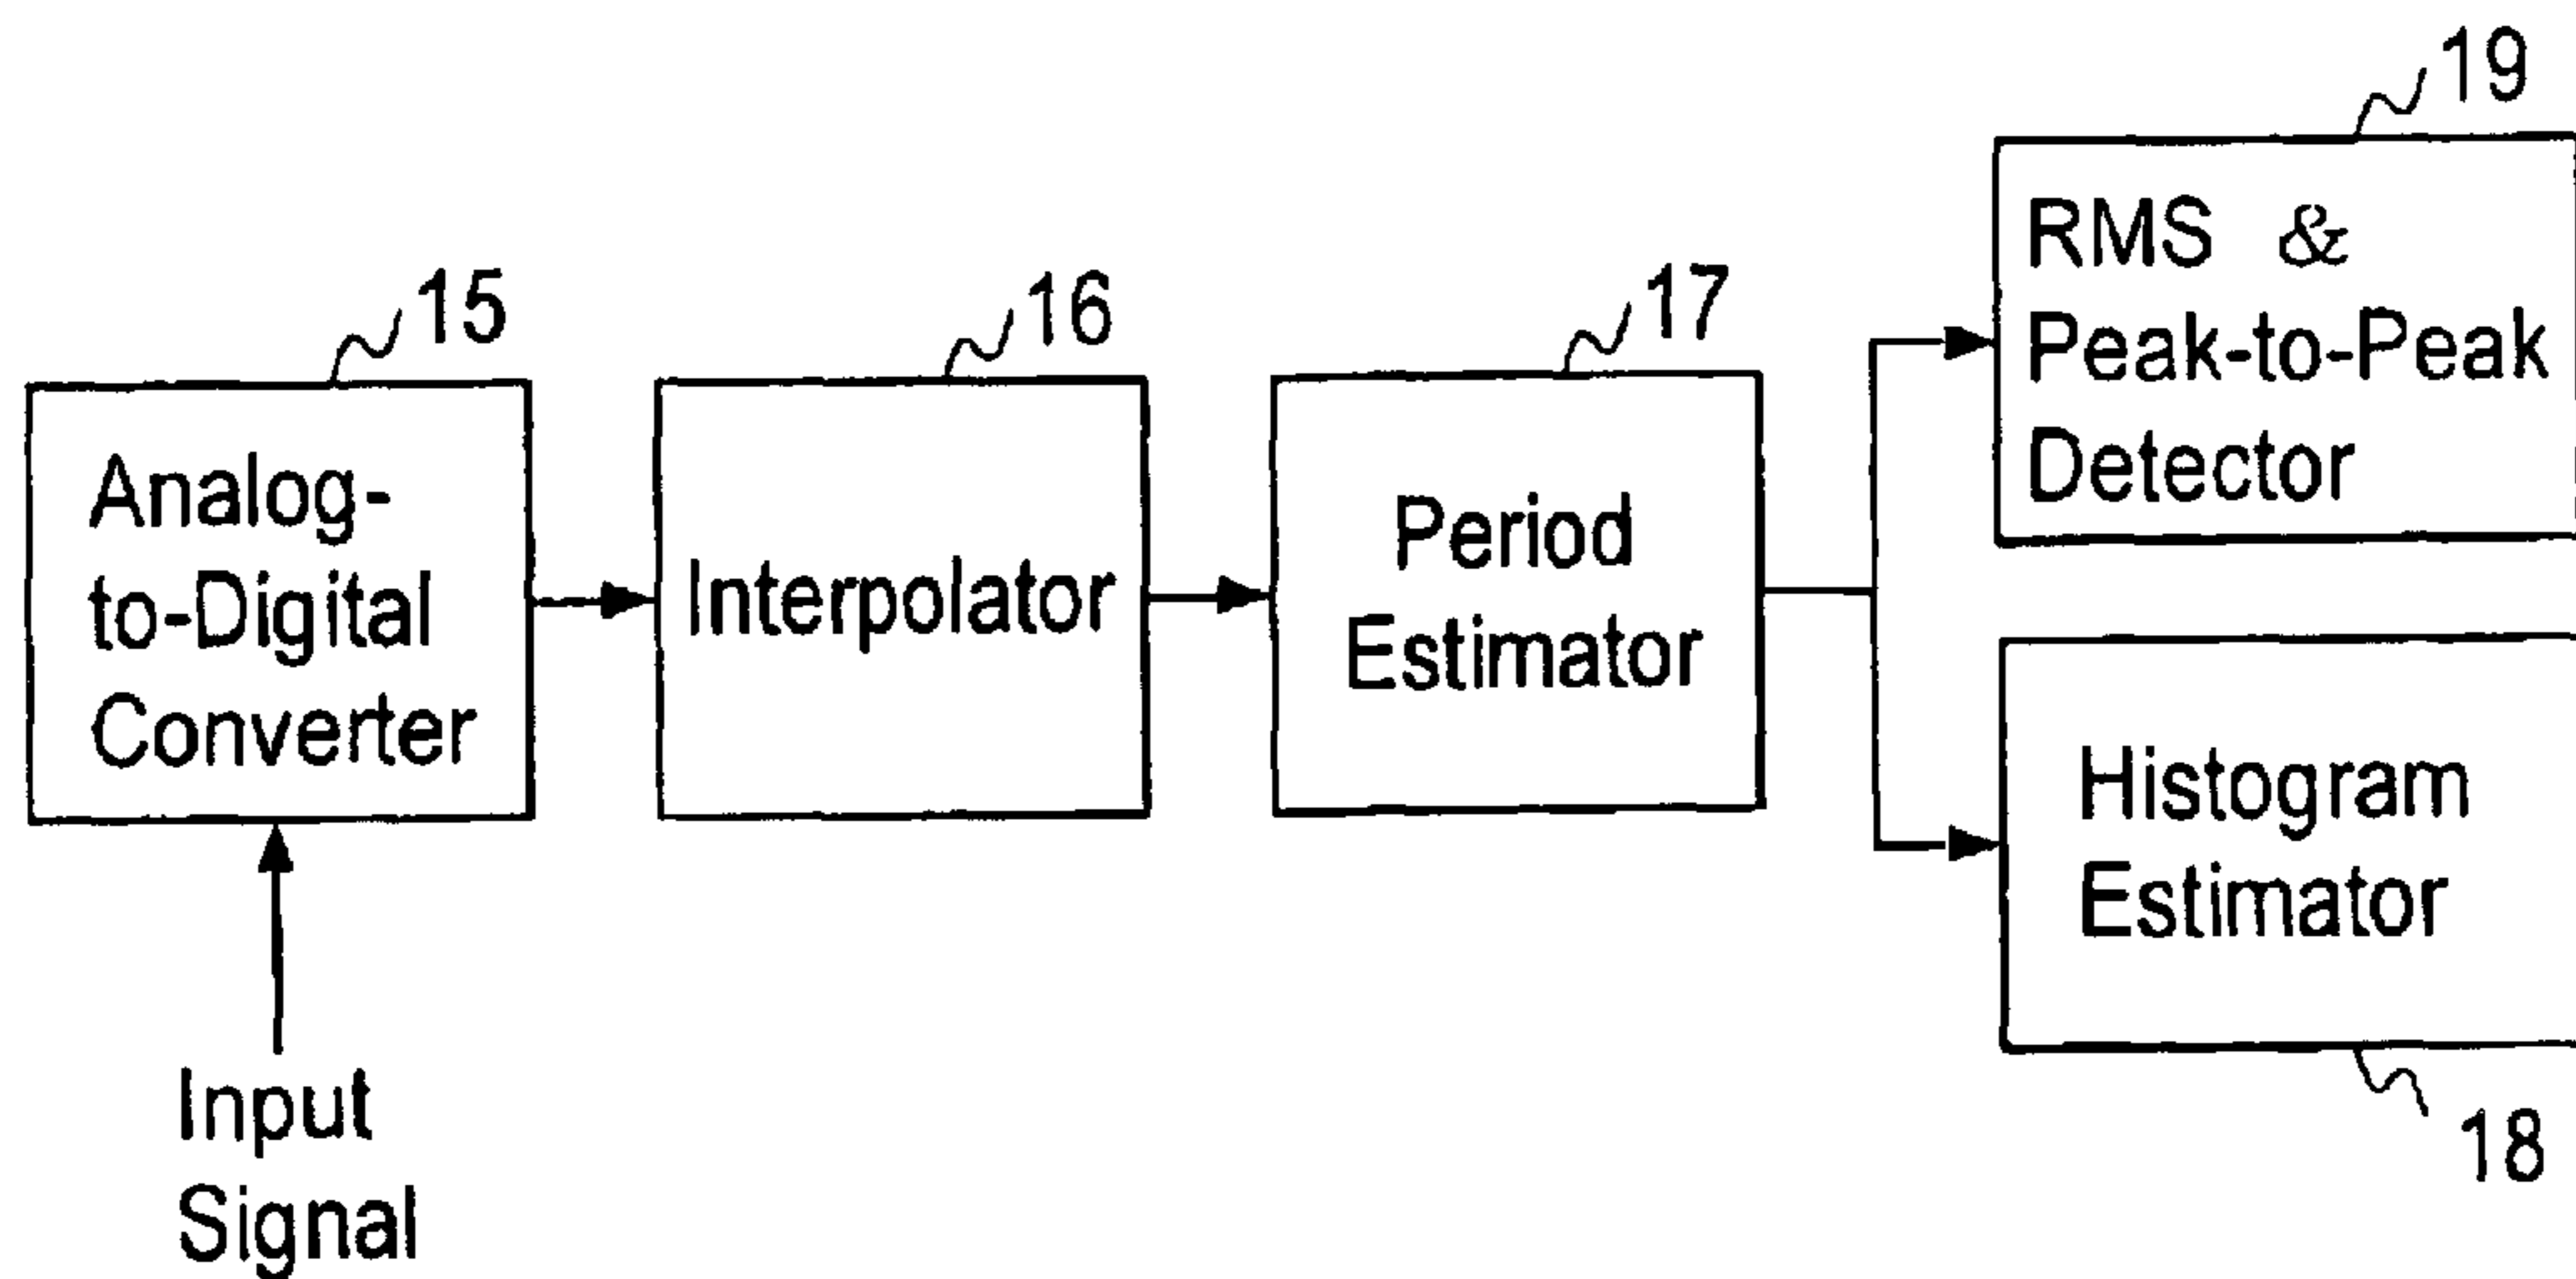 15
Analog-
to-Digital
Converter
Input
Signal
16
Interpolator
17
Period
Estimator
19
RMS &
Peak-to-Peak
Detector
Histogram
Estimator
18